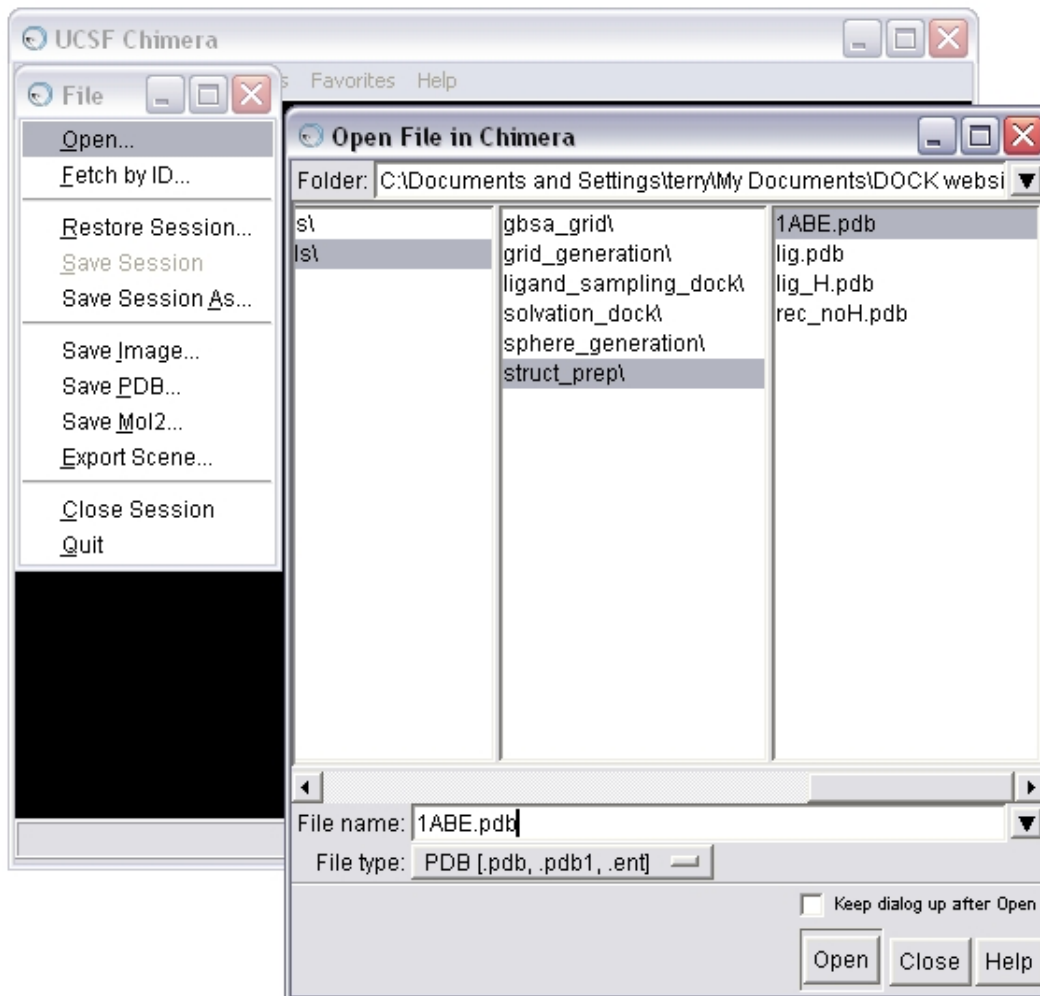 UCSF Chimera
s Favorites Help
File
Open...
Fetch by ID...
Restore Session...
Save Session
Save Session As...
Save Image...
Save PDB...
Save Mol2...
Export Scene...
Close Session
Quit
Open File in Chimera
Folder: C:\Documents and Settings\terry\My Documents\DOCK websi
s\
ls\
gbsa_grid\
grid_generation\
ligand_sampling_dock\
solvation_dock\
sphere_generation\
struct_prep\
1ABE.pdb
lig.pdb
lig_H.pdb
rec_noH.pdb
File name: 1ABE.pdb
File type: PDB [.pdb, .pdb1, .ent]
Keep dialog up after Open
Open Close Help